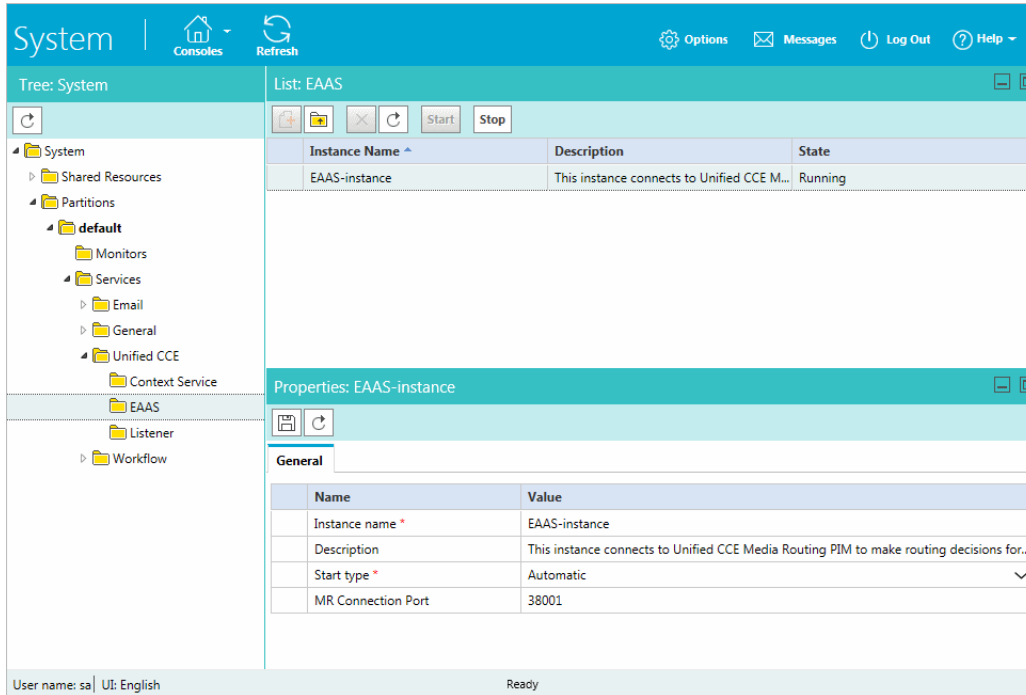 System
Consoles
Refresh
Options
Messages
Log Out
Help
Tree: System
System
Shared Resources
Partitions
default
Monitors
Services
Email
General
Unified CCE
Context Service
EAAS
Listener
Workflow
List: EAAS
Start Stop
Instance Name Description State
EAAS-instance This instance connects to Unified CCE M... Running
Properties: EAAS-instance
General
Name Value
Instance name * EAAS-instance
Description This instance connects to Unified CCE Media Routing PIM to make routing decisions for...
Start type * Automatic
MR Connection Port 38001
User name: sa UI: English Ready